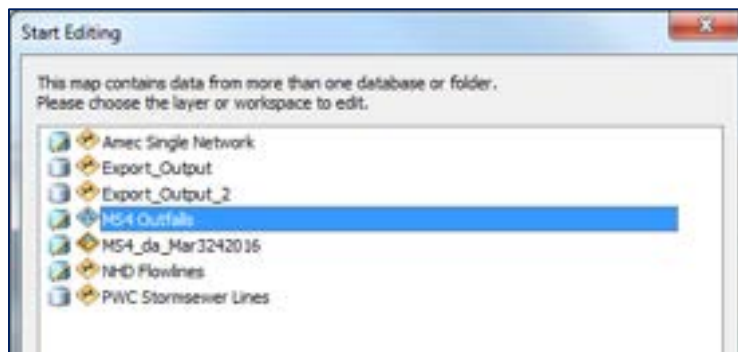 Start Editing
This map contains data from more than one database or folder.
Please choose the layer or workspace to edit.
Amec Single Network
Export_Output
Export_Output_2
MS4 Outfalls
MS4_da_Mar3242016
NHD Flowlines
PWC Stormsewer Lines